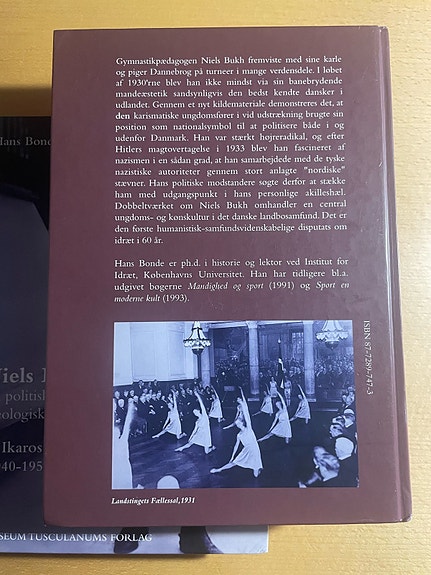 Gymnastikpædagogen Niels Bukh fremviste med sine karle
og piger Dannebrog på turneer i mange verdensdele. I løbet
af 1930'rne blev han ikke mindst via sin banebrydende
mandeæstetik sandsynligvis den bedst kendte dansker i
udlandet. Gennem et nyt kildemateriale demonstreres det, at
den karismatiske ungdomsfører i vid udstrækning brugte sin
position som nationalsymbol til at politisere både i og
udenfor Danmark. Han var stærkt højreradikal, og efter
Hitlers magtovertagelse i 1933 blev han fascineret af
nazismen i en sådan grad, at han samarbejdede med de tyske
nazistiske autoriteter gennem stort anlagte "nordiske"
stævner. Hans politiske modstandere søgte derfor at stække
ham med udgangspunkt i hans personlige akilleshæl.
Dobbeltværket om Niels Bukh omhandler en central
ungdoms- og kønskultur i det danske landbosamfund. Det er
den første humanistisk-samfundsvidenskabelige disputats om
idræt i 60 år.
Hans Bonde er ph.d. i historie og lektor ved Institut for
Idræt, Københavns Universitet. Han har tidligere bl.a.
udgivet bøgerne Mandighed og sport (1991) og Sport en
moderne kult (1993).
ISBN 87-7289-747-3
Landstingets Fællessal, 1931
Hans Bonde
Niels
politisk
eologisk
Ikaros
40-195
SEUM TUSCULANUMS FORLAG